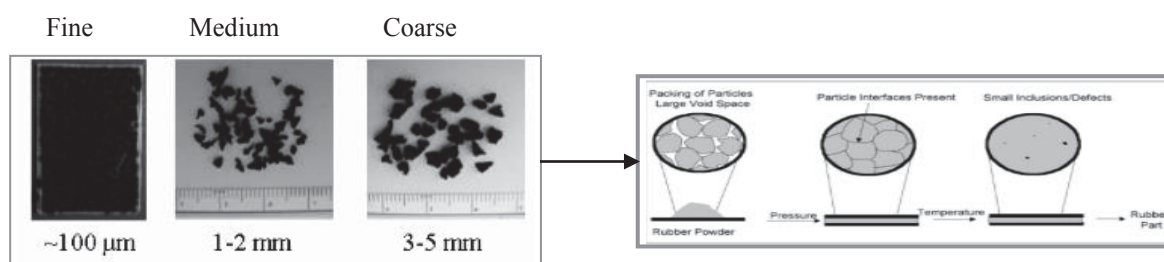 Fine Medium Coarse
~100 μm 1-2 mm 3-5 mm
Packing of Particles
Large Void Space
Particle Interfaces Present
Small Inclusions/Defects
Pressure
Temperature
Rubber
Part
Rubber Powder